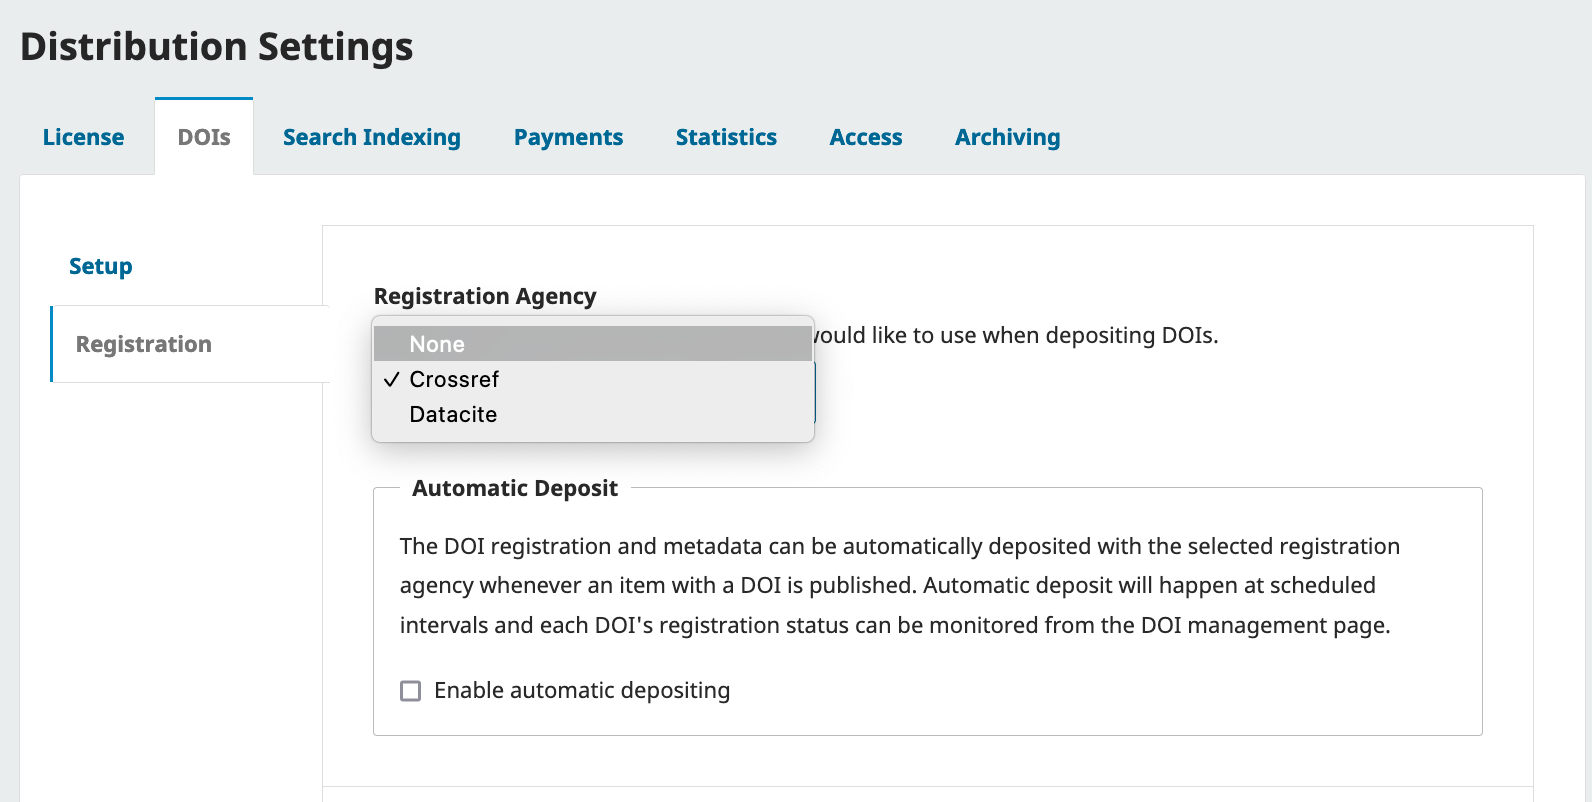 Distribution Settings
License DOIs Search Indexing Payments Statistics Access Archiving
Setup
Registration
Registration Agency
would like to use when depositing DOIs.
None
✓ Crossref
Datacite
Automatic Deposit
The DOI registration and metadata can be automatically deposited with the selected registration
agency whenever an item with a DOI is published. Automatic deposit will happen at scheduled
intervals and each DOI's registration status can be monitored from the DOI management page.
Enable automatic depositing